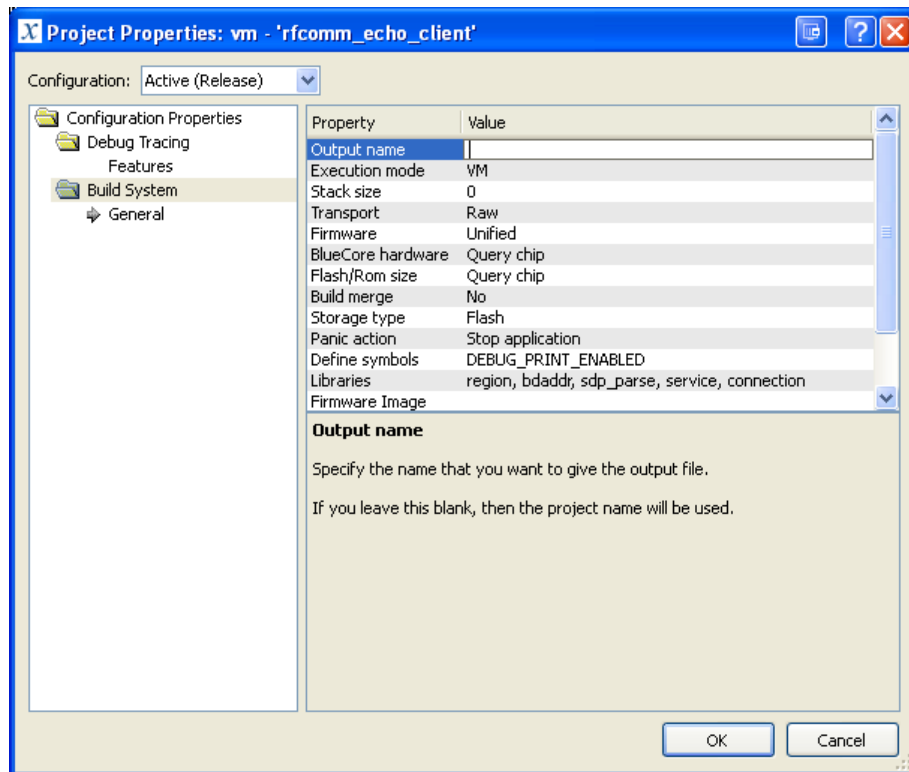 Project Properties: vm - 'rfcomm_echo_client'
Configuration: Active (Release)
Configuration Properties
Debug Tracing
Features
Build System
General
Property Value
Output name
Execution mode VM
Stack size 0
Transport Raw
Firmware Unified
BlueCore hardware Query chip
Flash/Rom size Query chip
Build merge No
Storage type Flash
Panic action Stop application
Define symbols DEBUG_PRINT_ENABLED
Libraries region, bdaddr, sdp_parse, service, connection
Firmware Image
Output name
Specify the name that you want to give the output file.
If you leave this blank, then the project name will be used.
OK Cancel